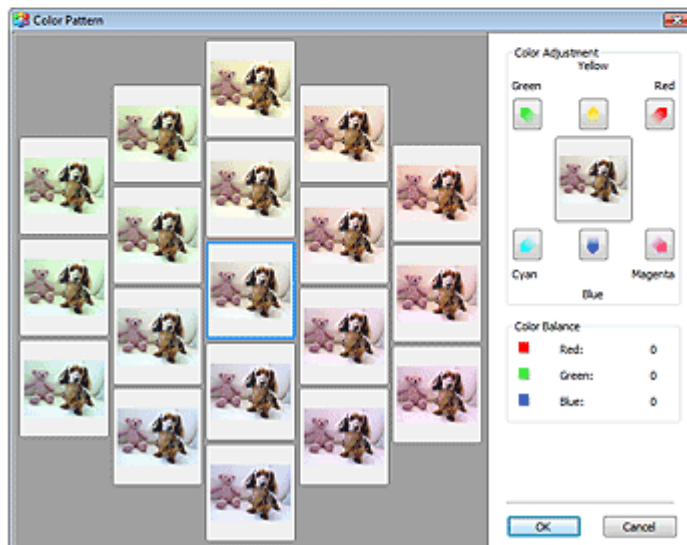 Color Pattern
Color Adjustment
Yellow
Green
Red
Cyan
Magenta
Blue
Color Balance
Red: 0
Green: 0
Blue: 0
OK
Cancel